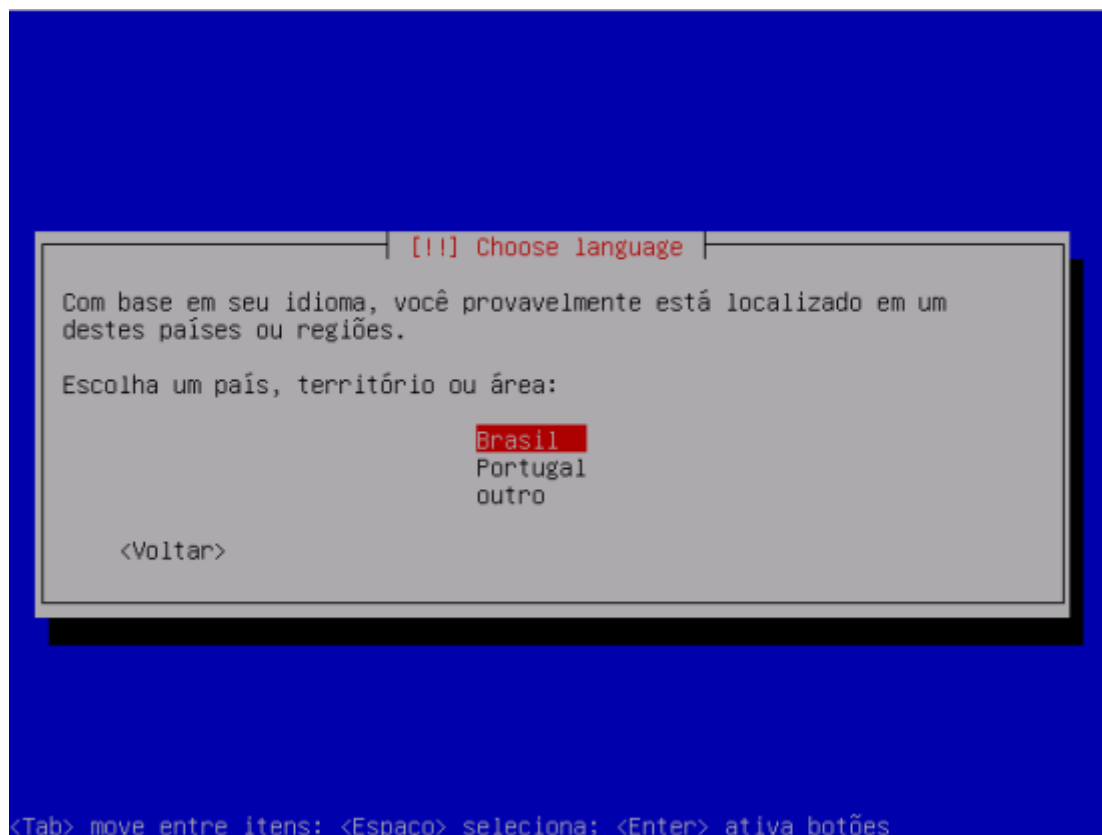 [!!] Choose language
Com base em seu idioma, você provavelmente está localizado em um
destes países ou regiões.
Escolha um país, território ou área:
Brasil
Portugal
outro
<Voltar>
<Tab> move entre itens; <Espaco> seleciona; <Enter> ativa botões